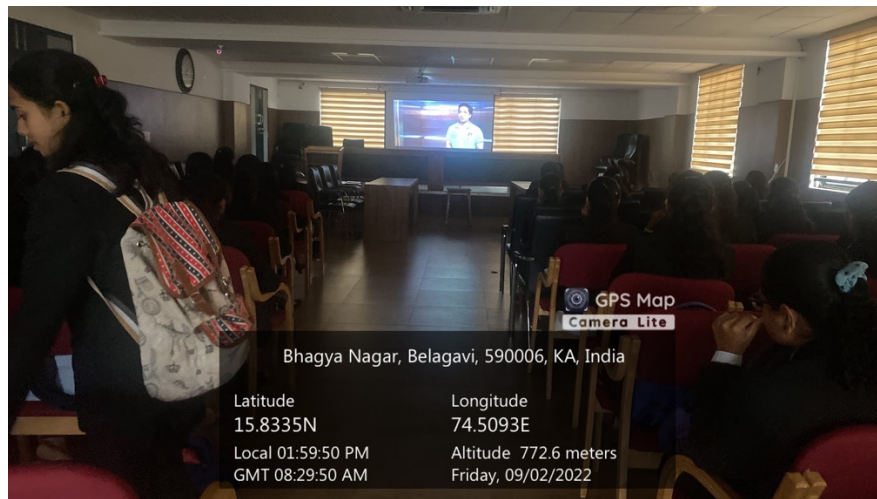 GPS Map
Camera Lite
Bhagya Nagar, Belagavi, 590006, KA, India
Latitude
15.8335N
Local 01:59:50 PM
GMT 08:29:50 AM
Longitude
74.5093E
Altitude 772.6 meters
Friday, 09/02/2022